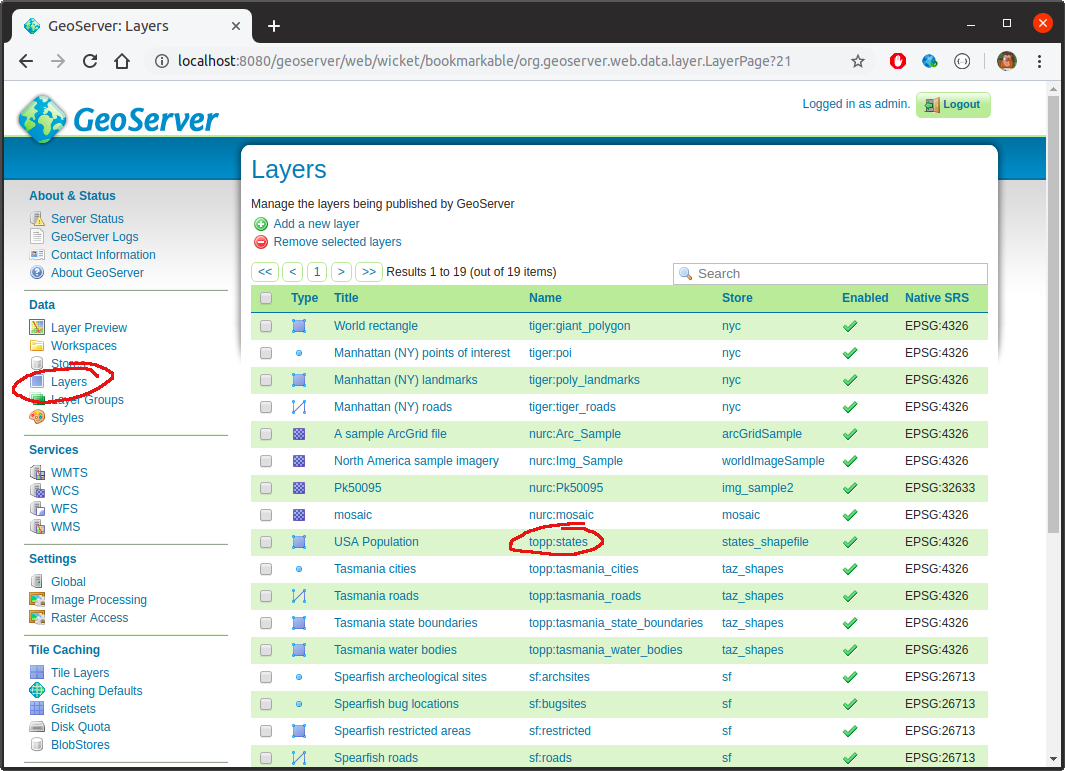 GeoServer: Layers
localhost:8080/geoserver/web/wicket/bookmarkable/org.geoserver.web.data.layer.LayerPage?21
GeoServer
Logged in as admin. Logout
About & Status
Server Status
GeoServer Logs
Contact Information
About GeoServer
Data
Layer Preview
Workspaces
Stores
Layers
Layer Groups
Styles
Services
WMTS
WCS
WFS
WMS
Settings
Global
Image Processing
Raster Access
Tile Caching
Tile Layers
Caching Defaults
Gridsets
Disk Quota
BlobStores
Layers
Manage the layers being published by GeoServer
Add a new layer
Remove selected layers
<< < 1 > >> Results 1 to 19 (out of 19 items) Search
Type Title Name Store Enabled Native SRS
World rectangle tiger:giant_polygon nyc EPSG:4326
Manhattan (NY) points of interest tiger:poi nyc EPSG:4326
Manhattan (NY) landmarks tiger:poly_landmarks nyc EPSG:4326
Manhattan (NY) roads tiger:tiger_roads nyc EPSG:4326
A sample ArcGrid file nurc:Arc_Sample arcGridSample EPSG:4326
North America sample imagery nurc:Img_Sample worldImageSample EPSG:4326
Pk50095 nurc:Pk50095 img_sample2 EPSG:32633
mosaic nurc:mosaic mosaic EPSG:4326
USA Population topp:states states_shapefile EPSG:4326
Tasmania cities topp:tasmania_cities taz_shapes EPSG:4326
Tasmania roads topp:tasmania_roads taz_shapes EPSG:4326
Tasmania state boundaries topp:tasmania_state_boundaries taz_shapes EPSG:4326
Tasmania water bodies topp:tasmania_water_bodies taz_shapes EPSG:4326
Spearfish archeological sites sf:archsites sf EPSG:26713
Spearfish bug locations sf:bugsites sf EPSG:26713
Spearfish restricted areas sf:restricted sf EPSG:26713
Spearfish roads sf:roads sf EPSG:26713